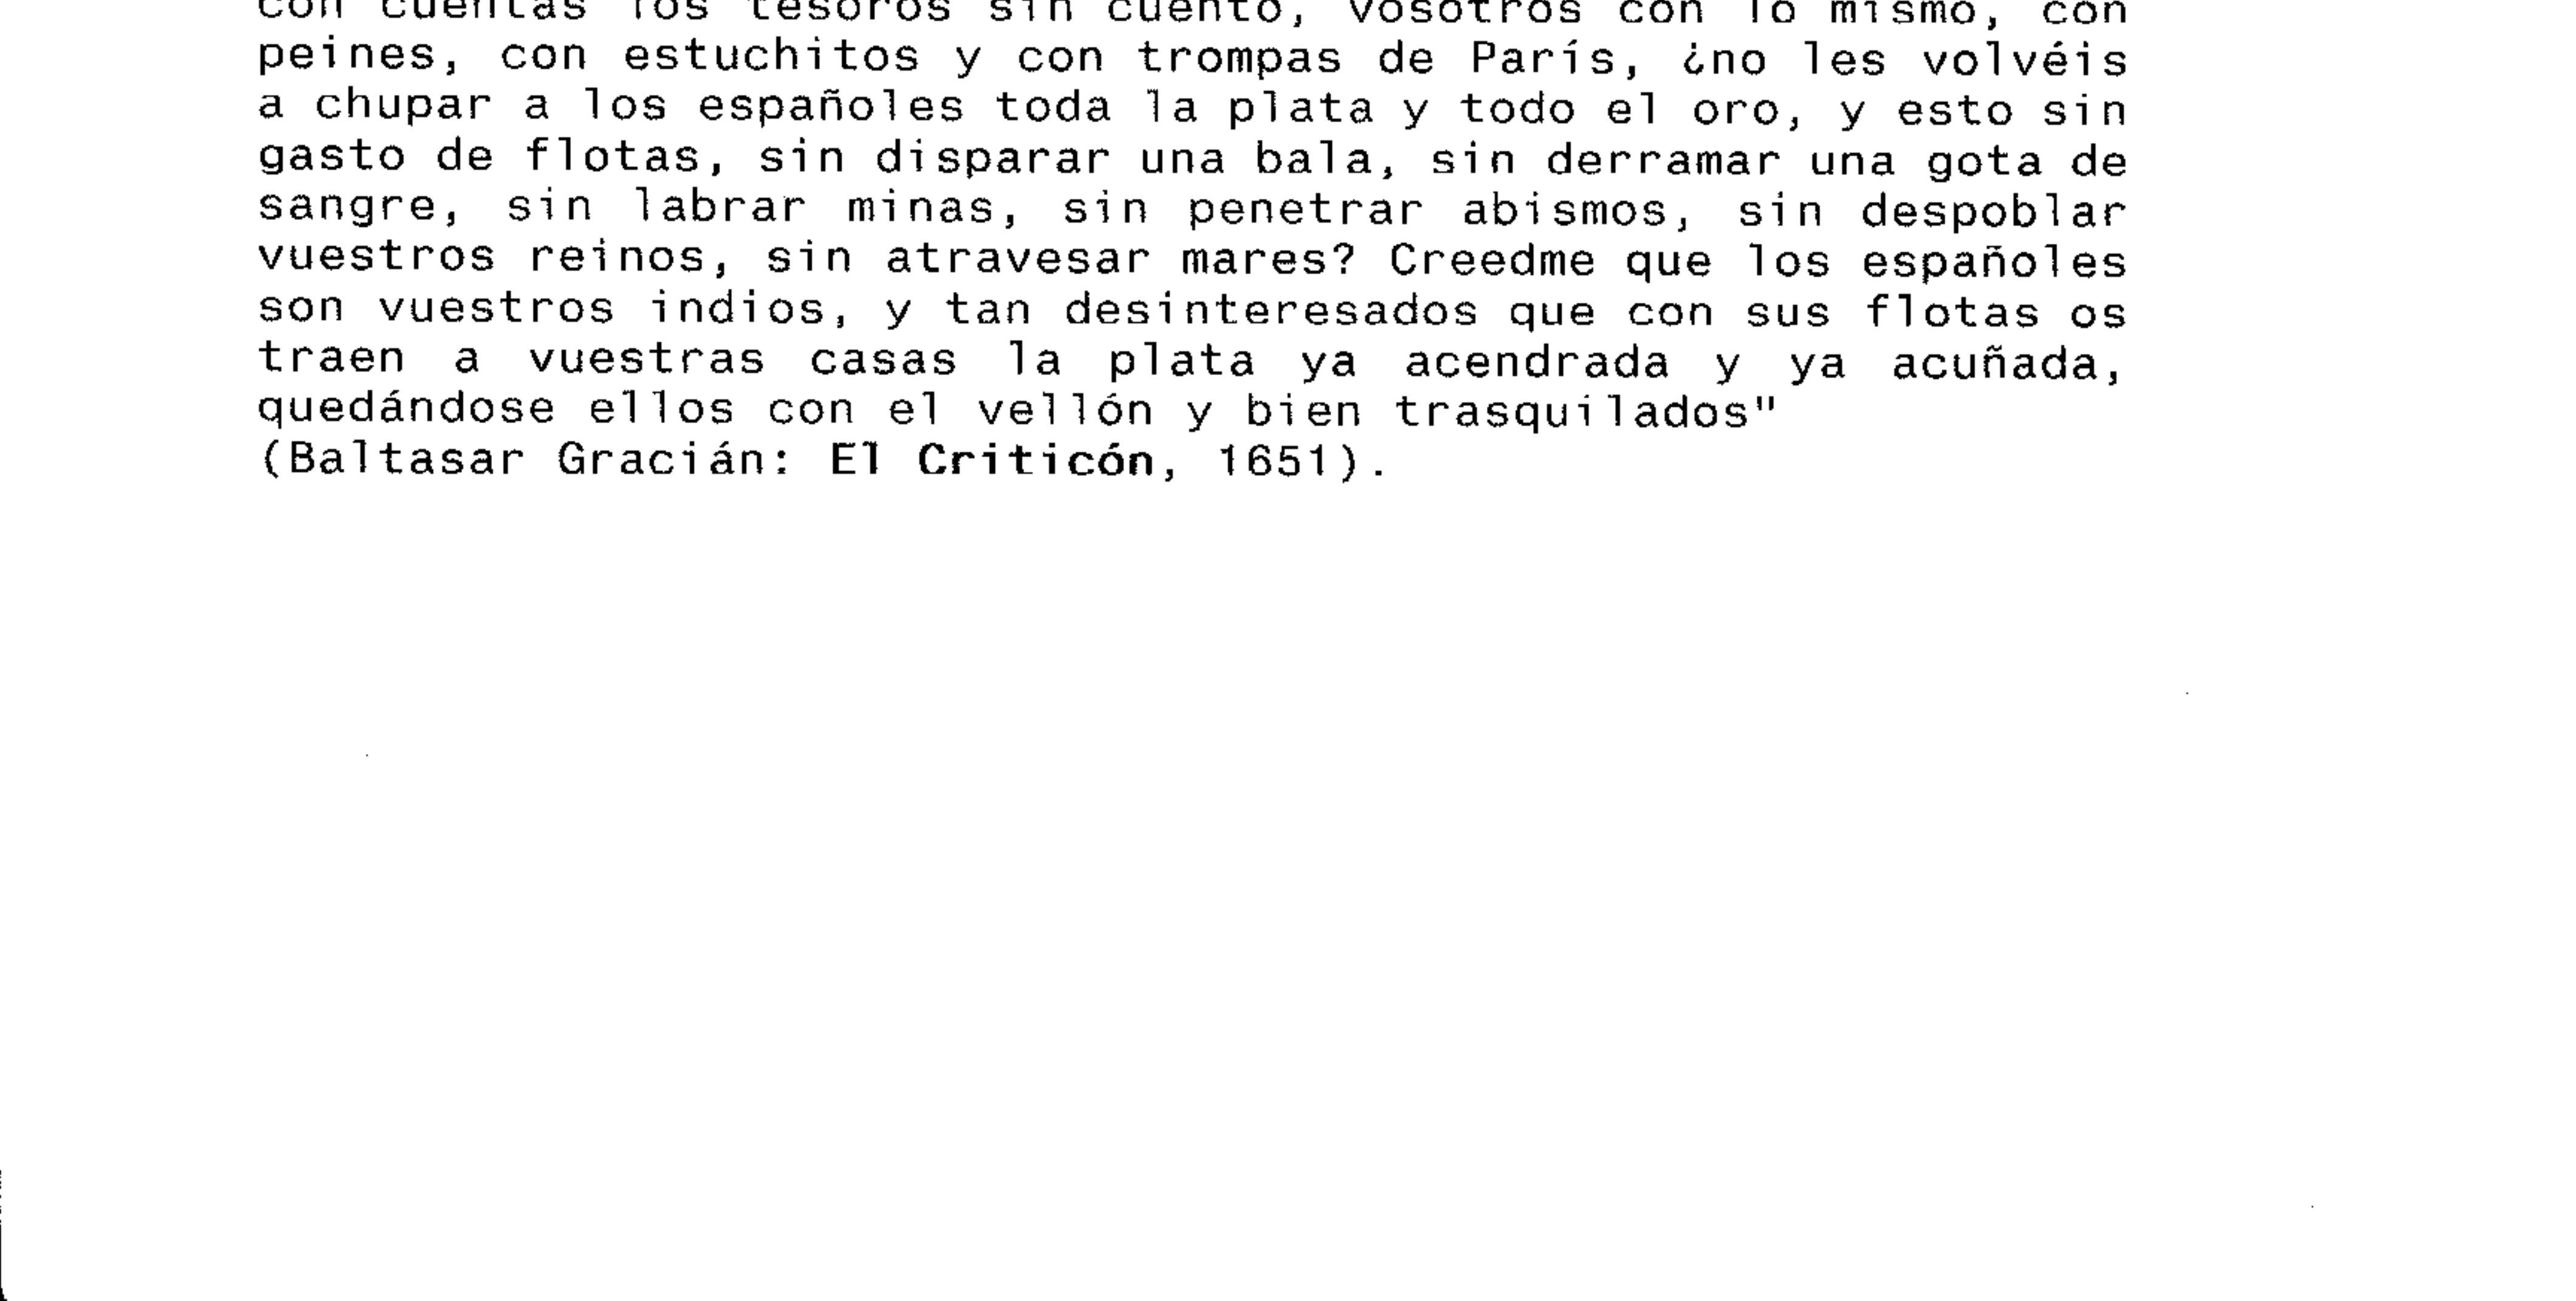 con cuentas los tesoros sin cuento, vosotros con lo mismo, con
peines, con estuchitos y con trompas de París, ¿no les volvéis
a chupar a los españoles toda la plata y todo el oro, y esto sin
gasto de flotas, sin disparar una bala, sin derramar una gota de
sangre, sin labrar minas, sin penetrar abismos, sin despoblar
vuestros reinos, sin atravesar mares? Creedme que los españoles
son vuestros indios, y tan desinteresados que con sus flotas os
traen a vuestras casas la plata ya acendrada y ya acuñada,
quedándose ellos con el vellón y bien trasquilados"
(Baltasar Gracián: El Criticón, 1651).